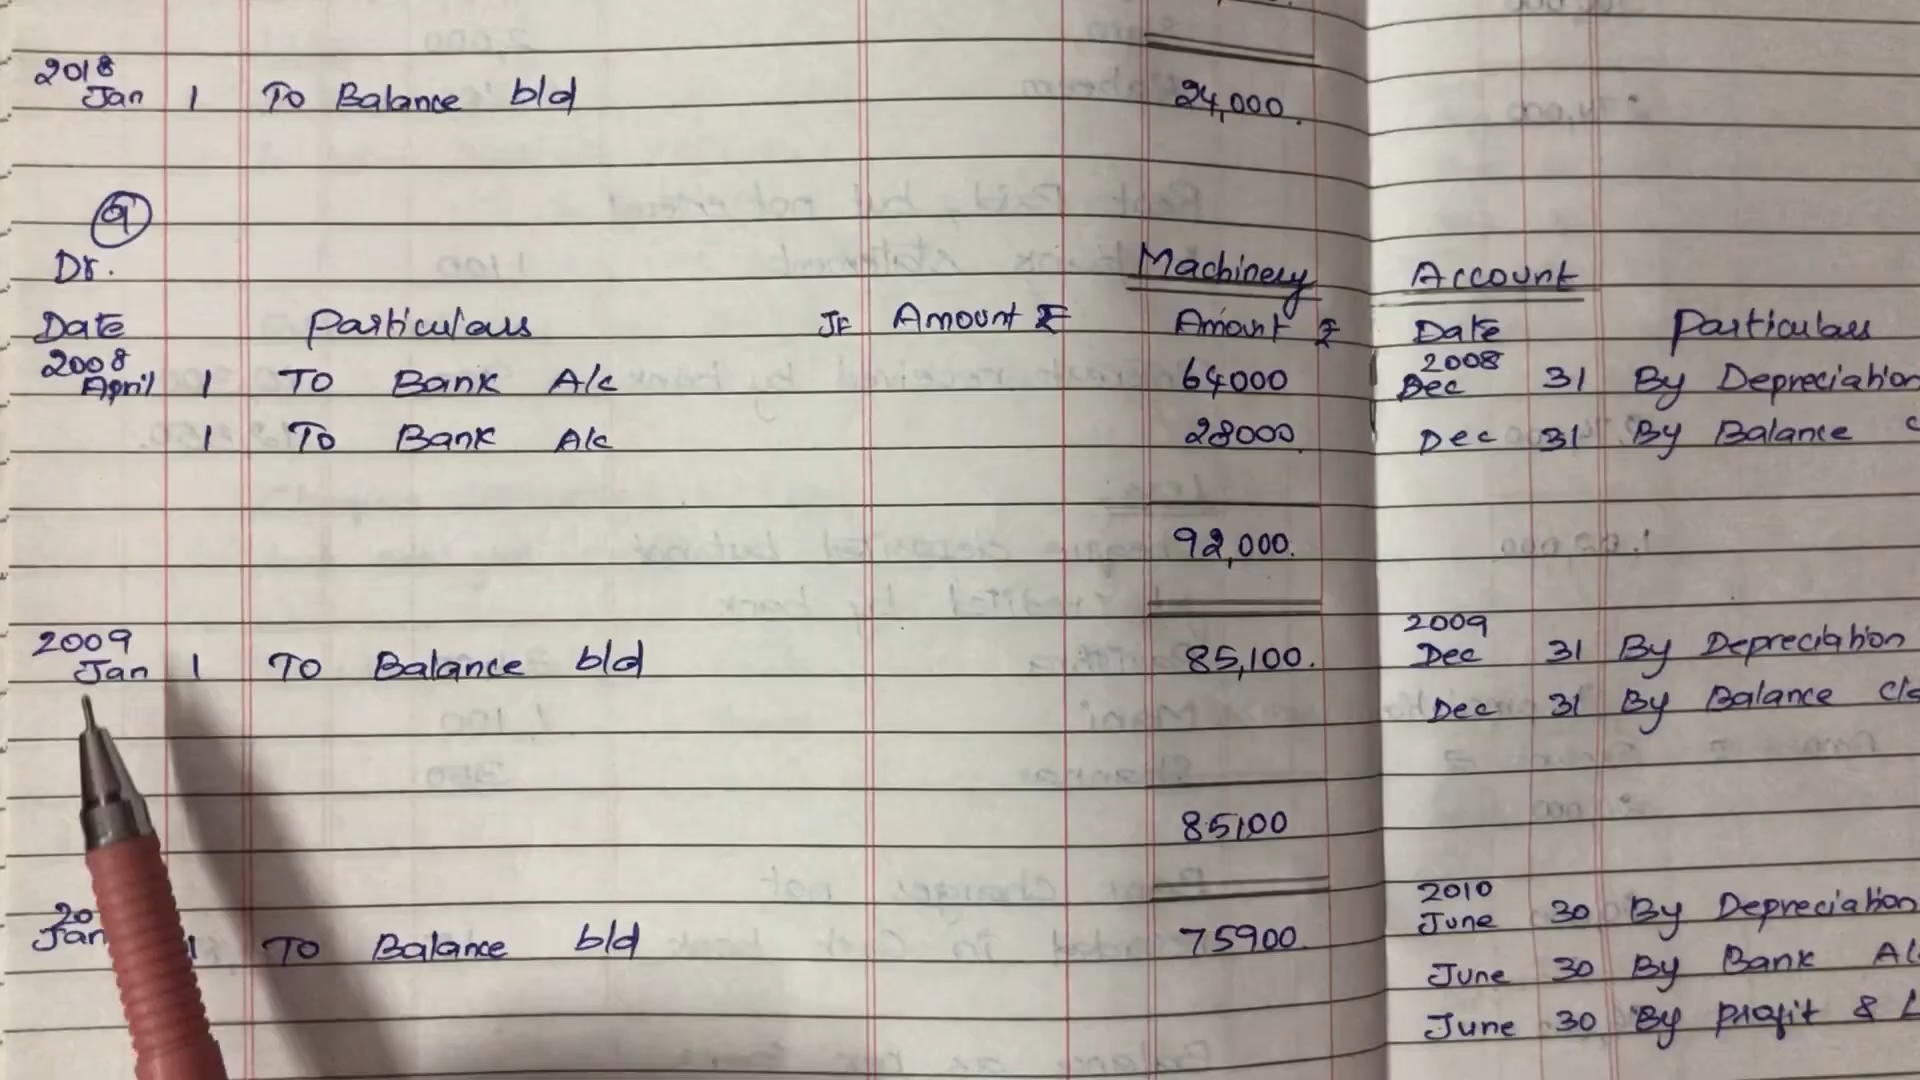 2018
Jan 1 To Balance b/d 24,000.
9
Dr. Machinery Account
Date Particulars JF Amount ₹ Amount ₹ Date Particulars
2008 2008
April 1 TO Bank A/c 64000 Dec 31 By Depreciation
1 To Bank A/c 28000 Dec 31 By Balance c
92,000.
2009 2009
Jan 1 TO Balance b/d 85,100. Dec 31 By Depreciation
Dec 31 By Balance c/d
85100
20 2010
Jan 1 TO Balance b/d 75900 June 30 By Depreciation
June 30 By Bank A/c
June 30 By profit & L